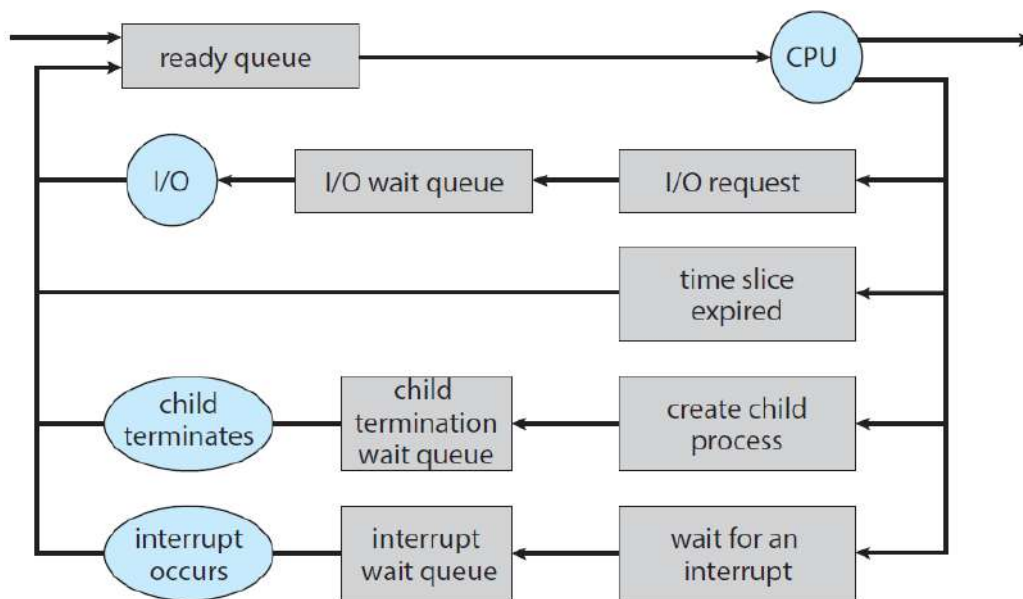 ready queue
CPU
I/O
I/O wait queue
I/O request
time slice
expired
child
terminates
child
termination
wait queue
create child
process
interrupt
occurs
interrupt
wait queue
wait for an
interrupt